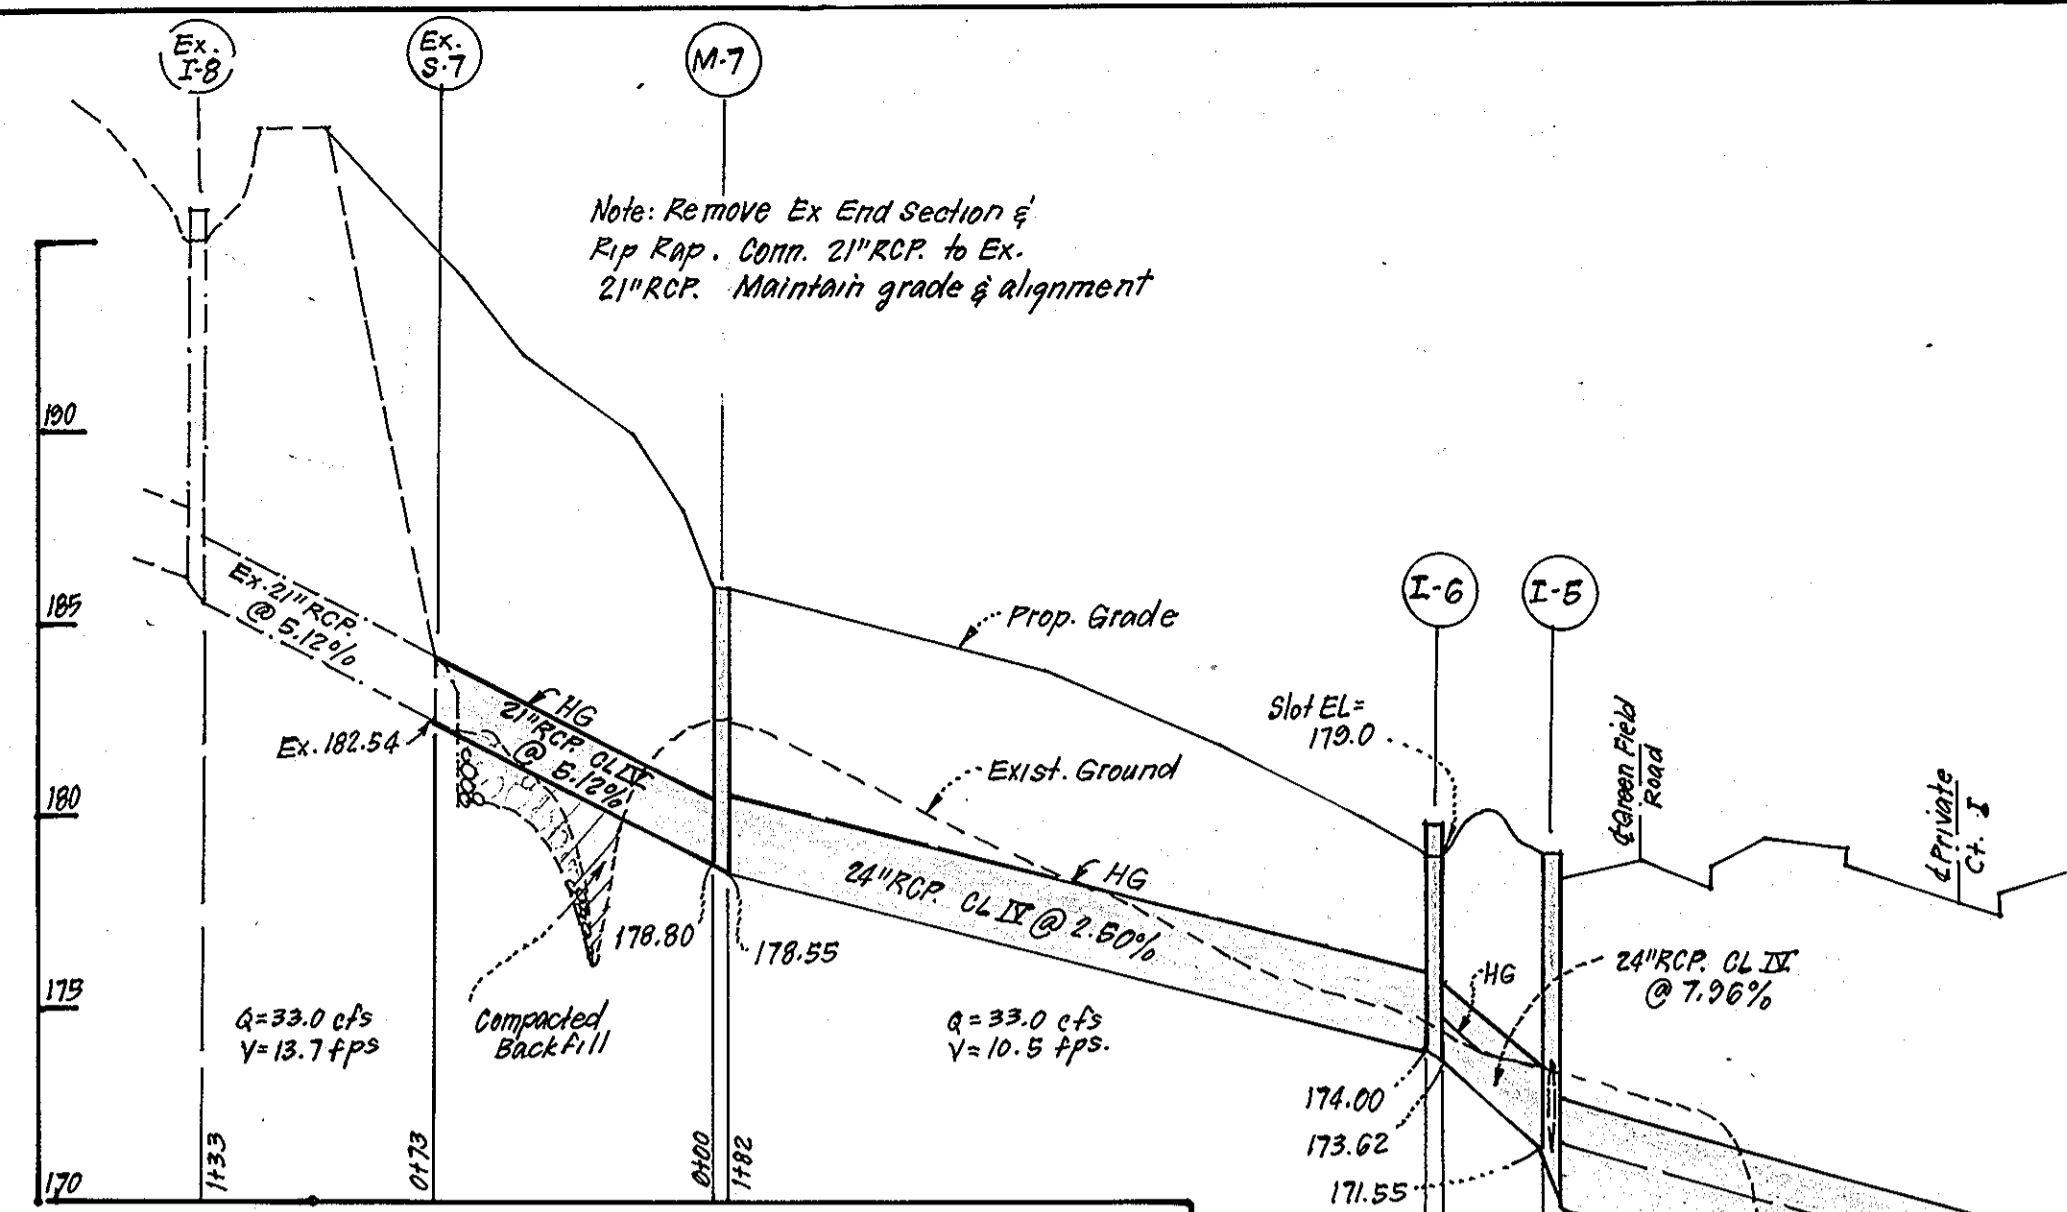 Ex.
I-8
Ex.
S-7
M-7
Note: Remove Ex End Section &
Rip Rap. Conn. 21"RCP. to Ex.
21"RCP. Maintain grade & alignment
190
185
180
175
170
Ex. 21"RCP.
@ 5.12%
Ex. 182.54
HG
21"RCP. CL IV
@ 5.12%
Prop. Grade
Exist. Ground
I-6
I-5
Slot EL=
179.0
℄ Green Field
Road
℄ Private
Ct. I
HG
24"RCP. CL IV @ 2.50%
178.80
178.55
HG
24"RCP. CL IV
@ 7.96%
Q=33.0 cfs
V=13.7 fps
Compacted
Backfill
Q=33.0 cfs
V=10.5 fps.
174.00
173.62
171.55
1+33
0+73
0+00
1+82